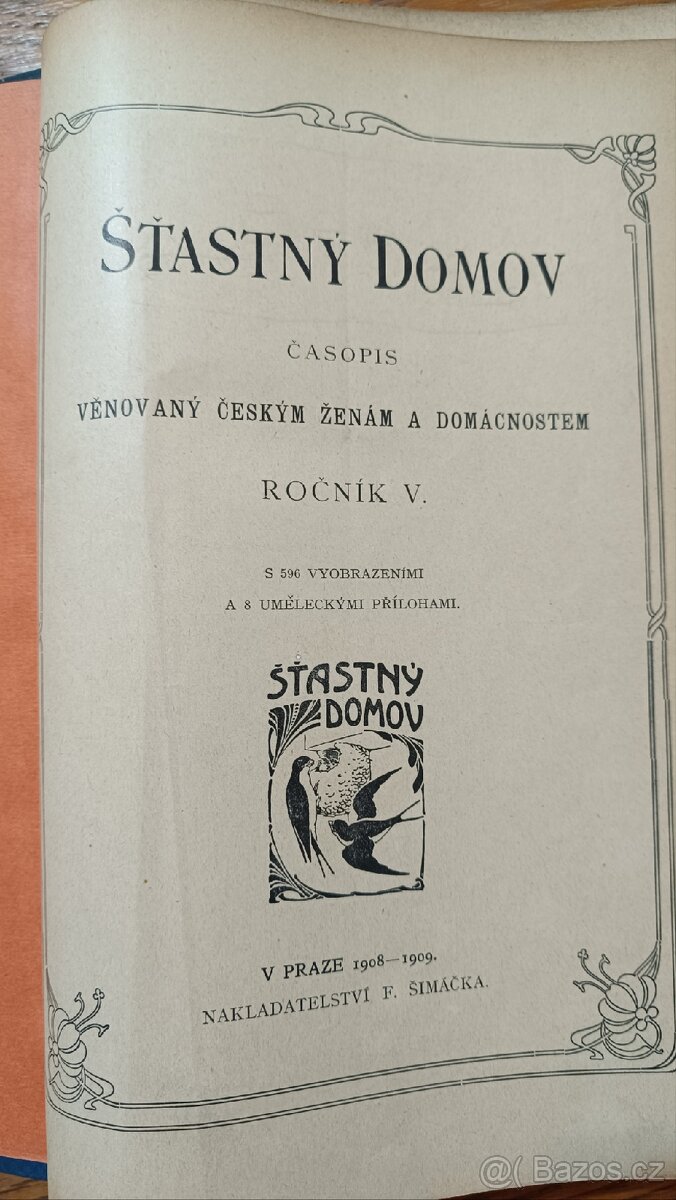 ŠŤASTNÝ DOMOV
ČASOPIS
VĚNOVANÝ ČESKÝM ŽENÁM A DOMÁCNOSTEM
ROČNÍK V.
S 596 VYOBRAZENÍMI
A 8 UMĚLECKÝMI PŘÍLOHAMI.
ŠŤASTNÝ
DOMOV
V PRAZE 1908—1909.
NAKLADATELSTVÍ F. ŠIMÁČKA.
@( Bazos.cz